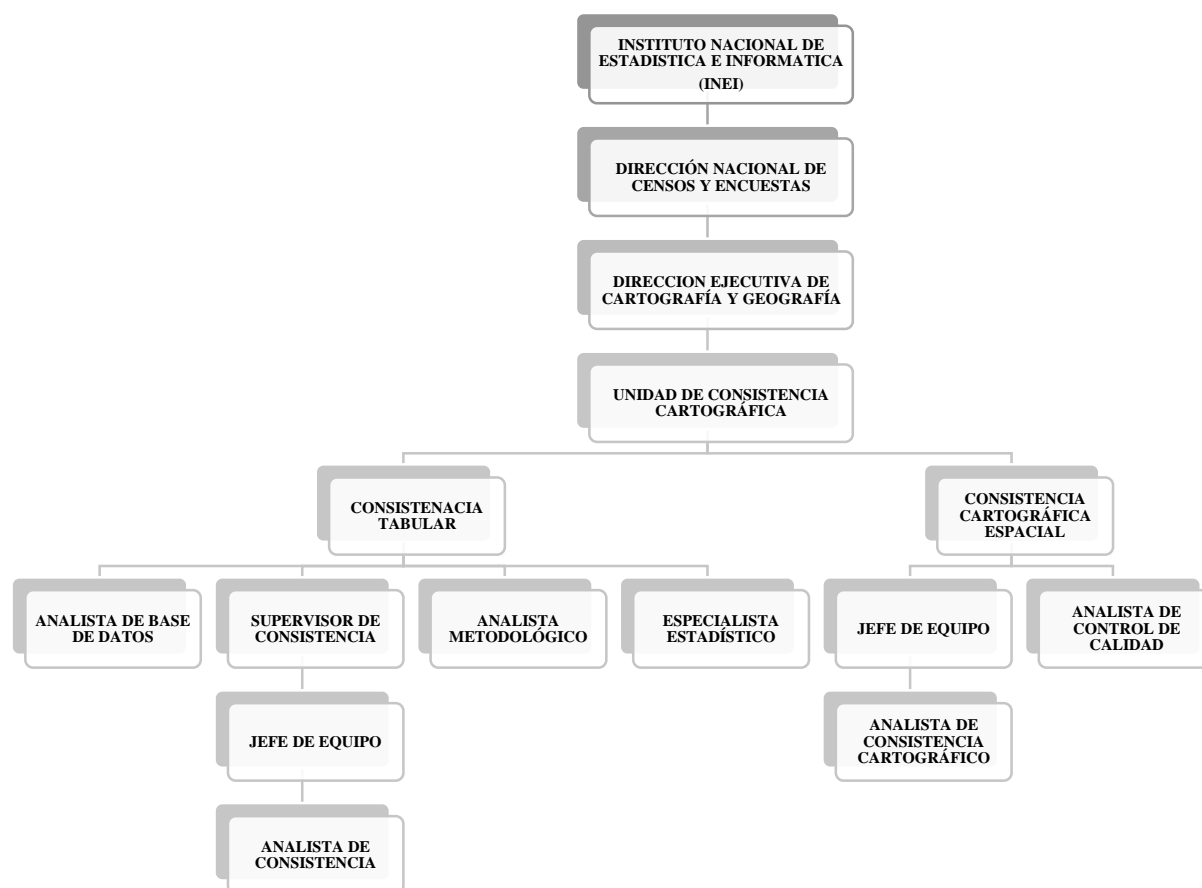 INSTITUTO NACIONAL DE
ESTADISTICA E INFORMATICA
(INEI)
DIRECCIÓN NACIONAL DE
CENSOS Y ENCUESTAS
DIRECCION EJECUTIVA DE
CARTOGRAFÍA Y GEOGRAFÍA
UNIDAD DE CONSISTENCIA
CARTOGRÁFICA
CONSISTENACIA
TABULAR
CONSISTENCIA
CARTOGRÁFICA
ESPACIAL
ANALISTA DE BASE
DE DATOS
SUPERVISOR DE
CONSISTENCIA
ANALISTA
METODOLÓGICO
ESPECIALISTA
ESTADÍSTICO
JEFE DE EQUIPO
ANALISTA DE
CONTROL DE
CALIDAD
JEFE DE EQUIPO
ANALISTA DE
CONSISTENCIA
CARTOGRÁFICO
ANALISTA DE
CONSISTENCIA